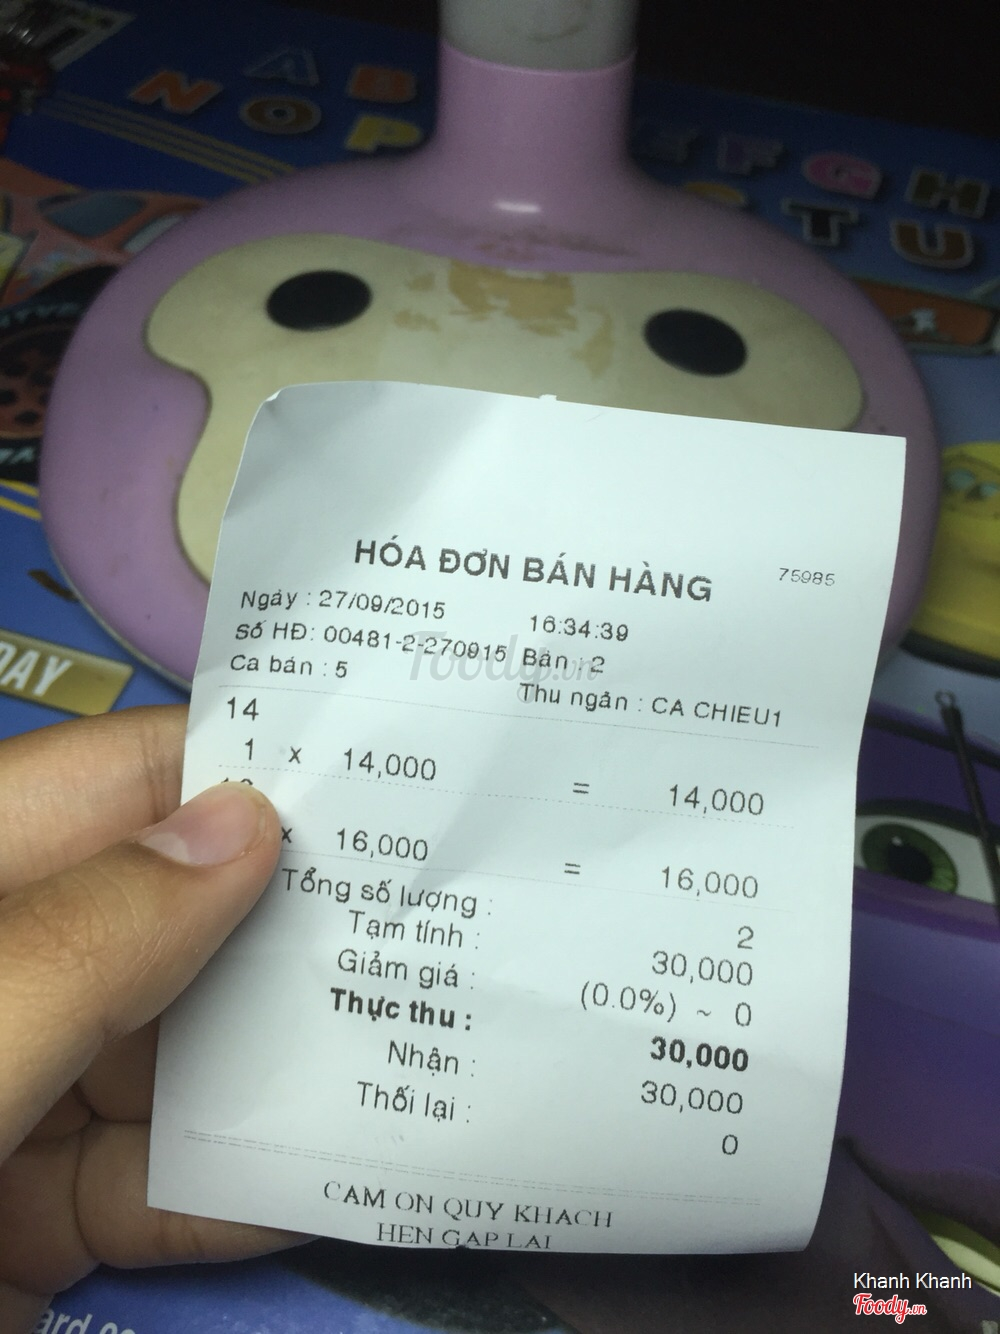 A B
N O P
F G H
T U
DAY
HÓA ĐƠN BÁN HÀNG 75985
Ngày : 27/09/2015 16:34:39
Số HĐ: 00481-2-270915 Bàn : 2
Ca bán : 5 Thu ngân : CA CHIEU1
14
1 x 14,000 = 14,000
x 16,000 = 16,000
Tổng số lượng : 2
Tạm tính : 30,000
Giảm giá : (0.0%) ~ 0
Thực thu : 30,000
Nhận : 30,000
Thối lại : 0
CAM ON QUY KHACH
HEN GAP LAI
Foody.vn
Khanh Khanh
Foody.vn